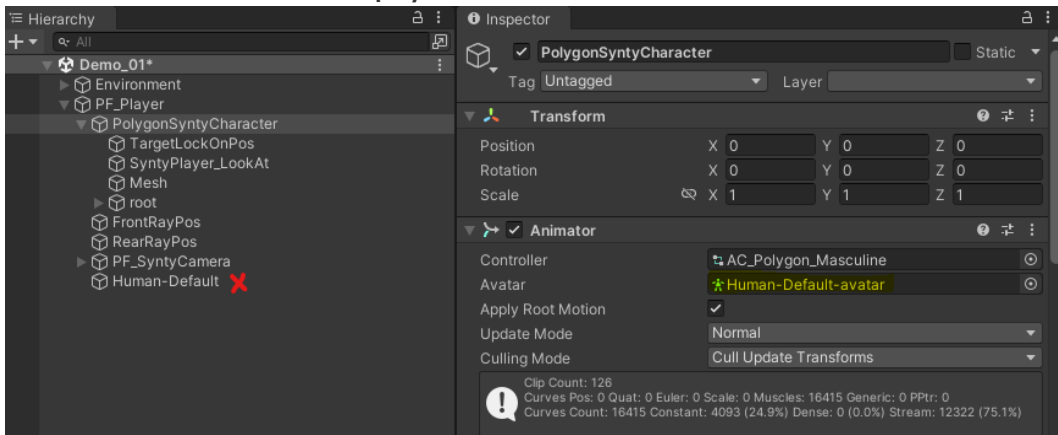 Hierarchy
All
Demo_01*
Environment
PF_Player
PolygonSyntyCharacter
TargetLockOnPos
SyntyPlayer_LookAt
Mesh
root
FrontRayPos
RearRayPos
PF_SyntyCamera
Human-Default
Inspector
PolygonSyntyCharacter Static
Tag Untagged Layer
Transform
Position X 0 Y 0 Z 0
Rotation X 0 Y 0 Z 0
Scale X 1 Y 1 Z 1
Animator
Controller AC_Polygon_Masculine
Avatar Human-Default-avatar
Apply Root Motion
Update Mode Normal
Culling Mode Cull Update Transforms
Clip Count: 126
Curves Pos: 0 Quat: 0 Euler: 0 Scale: 0 Muscles: 16415 Generic: 0 PPtr: 0
Curves Count: 16415 Constant: 4093 (24.9%) Dense: 0 (0.0%) Stream: 12322 (75.1%)